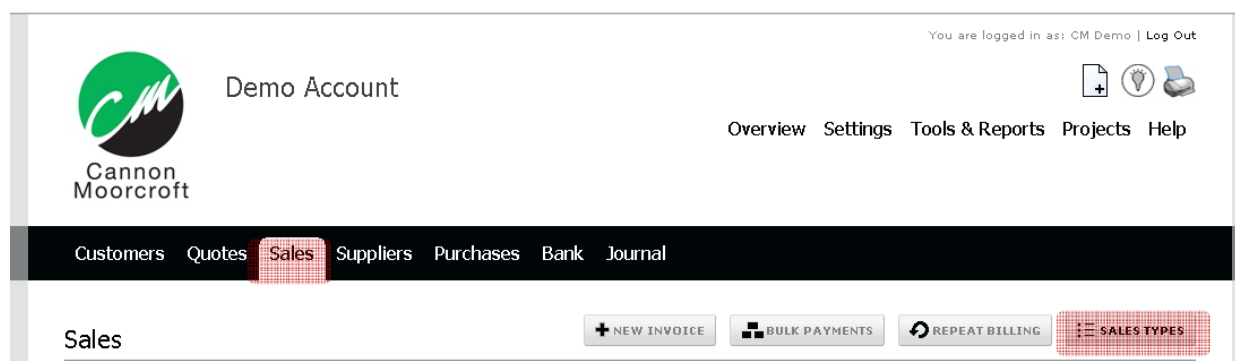 You are logged in as: CM Demo | Log Out
CM
Demo Account
Overview Settings Tools & Reports Projects Help
Cannon
Moorcroft
Customers Quotes Sales Suppliers Purchases Bank Journal
Sales
NEW INVOICE BULK PAYMENTS REPEAT BILLING SALES TYPES